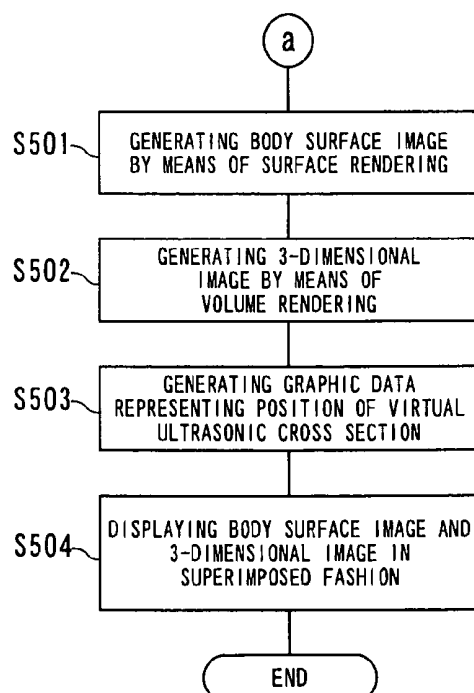 a
S501
GENERATING BODY SURFACE IMAGE
BY MEANS OF SURFACE RENDERING
S502
GENERATING 3-DIMENSIONAL
IMAGE BY MEANS OF
VOLUME RENDERING
S503
GENERATING GRAPHIC DATA
REPRESENTING POSITION OF VIRTUAL
ULTRASONIC CROSS SECTION
S504
DISPLAYING BODY SURFACE IMAGE AND
3-DIMENSIONAL IMAGE IN
SUPERIMPOSED FASHION
END